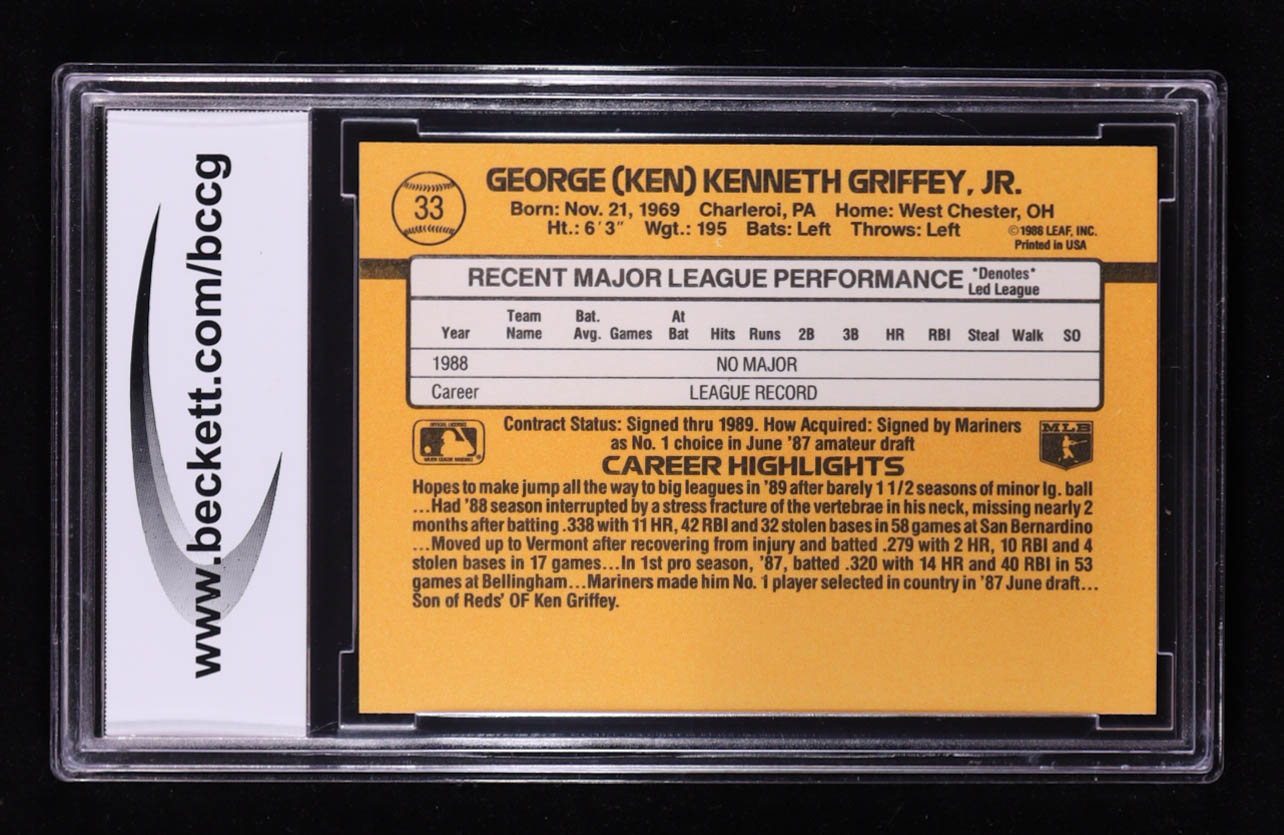 www.beckett.com/bccg
33
GEORGE (KEN) KENNETH GRIFFEY, JR.
Born: Nov. 21, 1969 Charleroi, PA Home: West Chester, OH
Ht.: 6'3" Wgt.: 195 Bats: Left Throws: Left
©1988 LEAF, INC.
Printed in USA
RECENT MAJOR LEAGUE PERFORMANCE *Denotes*
Led League
Year Team Name Bat. Avg. Games At Bat Hits Runs 2B 3B HR RBI Steal Walk SO
1988 NO MAJOR
Career LEAGUE RECORD
Contract Status: Signed thru 1989. How Acquired: Signed by Mariners
as No. 1 choice in June '87 amateur draft
MLB
CAREER HIGHLIGHTS
Hopes to make jump all the way to big leagues in '89 after barely 1 1/2 seasons of minor lg. ball
...Had '88 season interrupted by a stress fracture of the vertebrae in his neck, missing nearly 2
months after batting .338 with 11 HR, 42 RBI and 32 stolen bases in 58 games at San Bernardino
...Moved up to Vermont after recovering from injury and batted .279 with 2 HR, 10 RBI and 4
stolen bases in 17 games...In 1st pro season, '87, batted .320 with 14 HR and 40 RBI in 53
games at Bellingham...Mariners made him No. 1 player selected in country in '87 June draft...
Son of Reds' OF Ken Griffey.